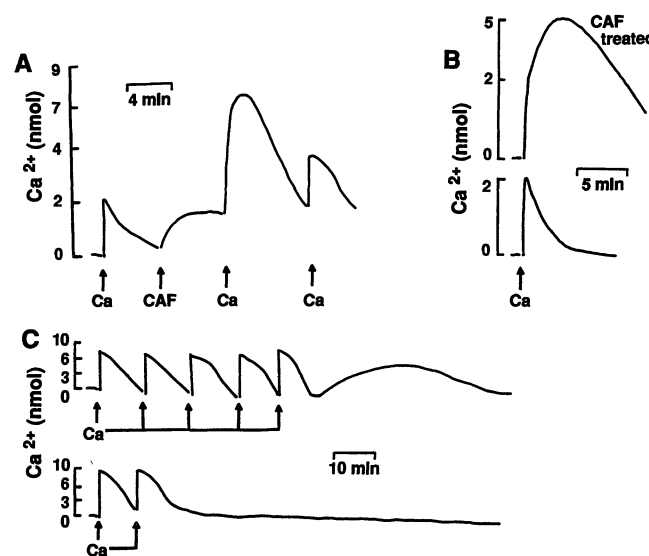 A
9
7
4
2
0
Ca 2+ (nmol)
4 min
Ca
CAF
Ca
Ca
B
5
2
0
CAF
treated
Ca 2+ (nmol)
2
0
5 min
Ca
C
10
6
3
0
Ca
Ca 2+ (nmol)
10 min
10
6
3
0
Ca